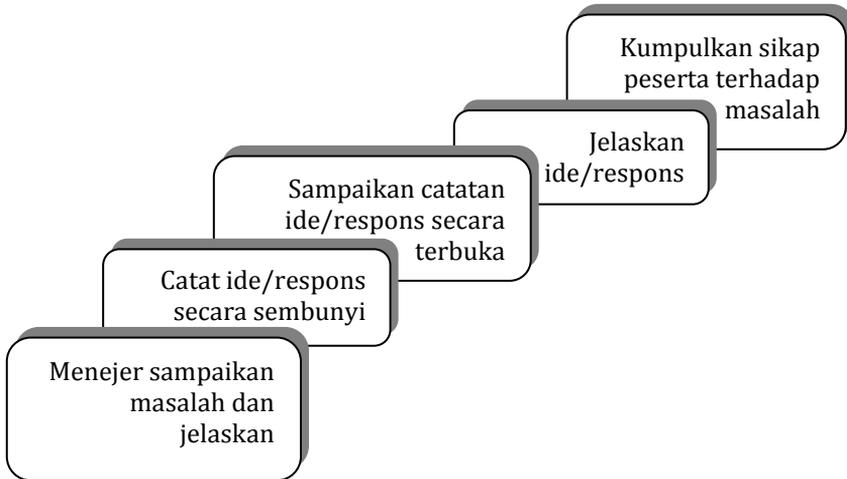 Kumpulkan sikap
peserta terhadap
masalah
Jelaskan
ide/respons
Sampaikan catatan
ide/respons secara
terbuka
Catat ide/respons
secara sembunyi
Menejer sampaikan
masalah dan
jelaskan